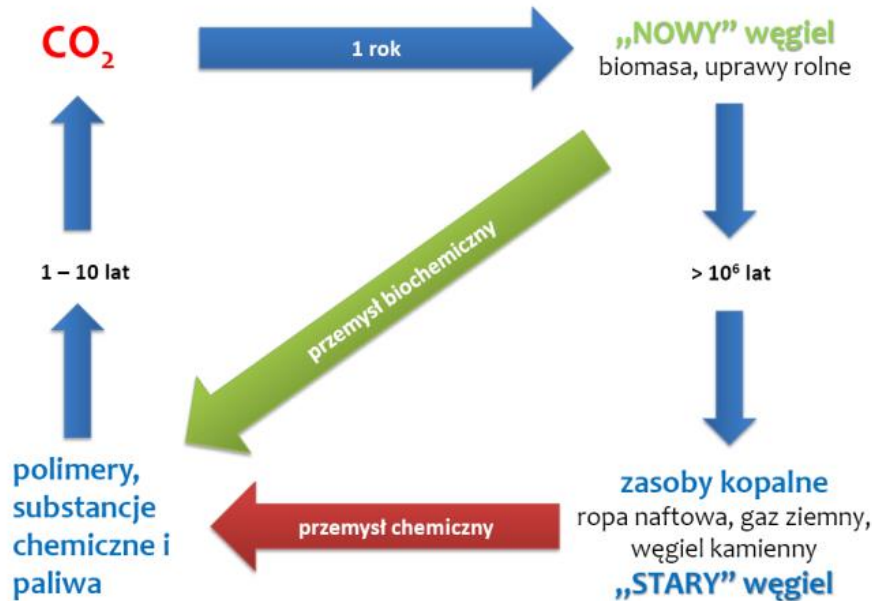 CO₂
1 rok
„NOWY” węgiel
biomasa, uprawy rolne
przemysł biochemiczny
1 – 10 lat
> 10⁶ lat
polimery,
substancje
chemiczne i
paliwa
przemysł chemiczny
zasoby kopalne
ropa naftowa, gaz ziemny,
węgiel kamienny
„STARY” węgiel